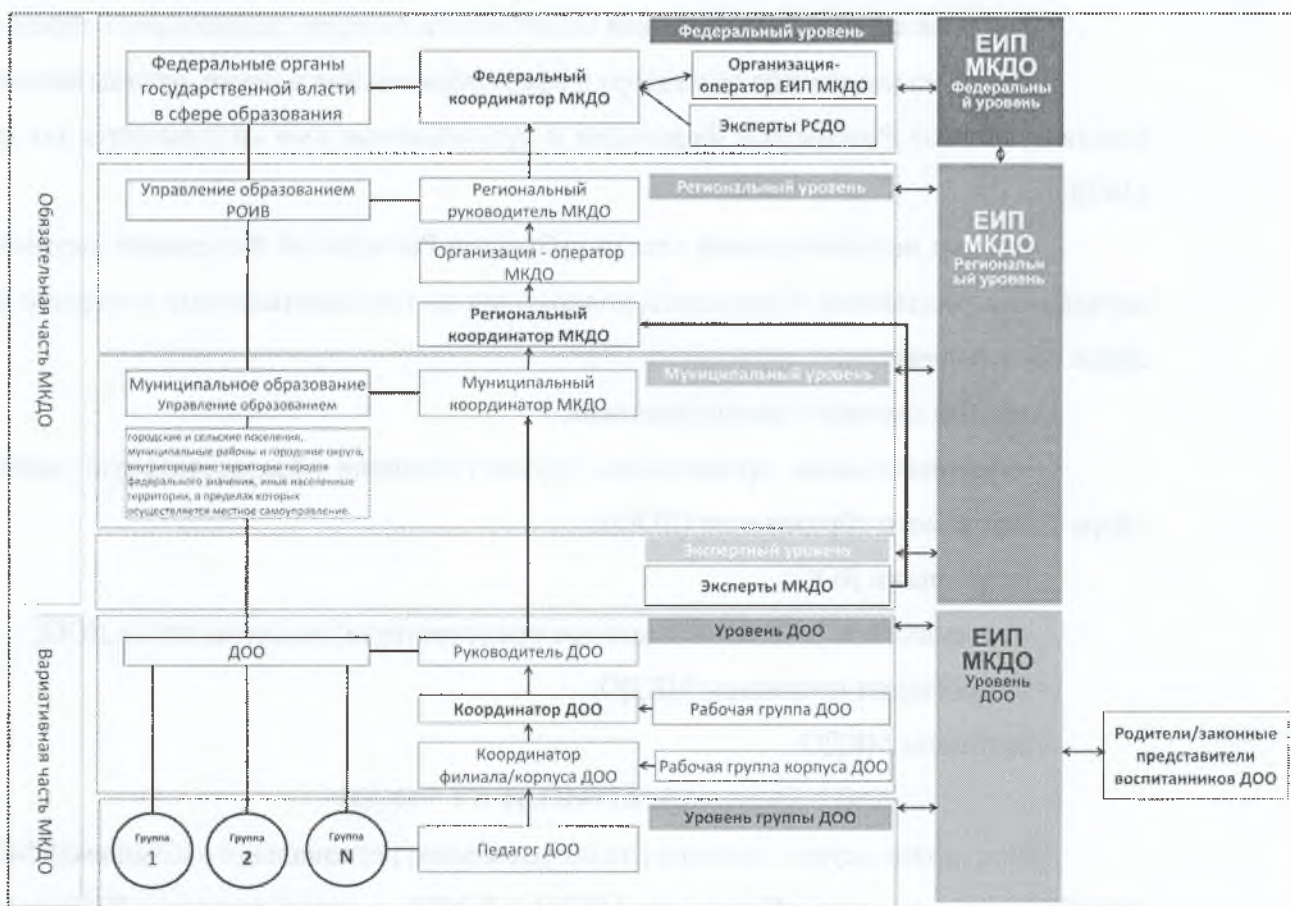 Обязательная часть МКДО
Вариативная часть МКДО
Федеральный уровень
Федеральные органы
государственной власти
в сфере образования
Федеральный
координатор МКДО
Организация-
оператор ЕИП МКДО
Эксперты РСДО
ЕИП
МКДО
Федеральны
й уровень
Управление образованием
РОИВ
Региональный
руководитель МКДО
Региональный уровень
Организация - оператор
МКДО
Региональный
координатор МКДО
ЕИП
МКДО
Региональн
ый уровень
Муниципальное образование
Управление образованием
Муниципальный
координатор МКДО
Муниципальный уровень
городские и сельские поселения,
муниципальные районы и городские округа,
внутригородские территории городов
федерального значения, иные населенные
территории, в пределах которых
осуществляется местное самоуправление.
Экспертный уровень
Эксперты МКДО
Уровень ДОО
ДОО
Руководитель ДОО
Координатор ДОО
Рабочая группа ДОО
Координатор
филиала/корпуса ДОО
Рабочая группа корпуса ДОО
ЕИП
МКДО
Уровень
ДОО
Родители/законные
представители
воспитанников ДОО
Уровень группы ДОО
Группа
1
Группа
2
Группа
N
Педагог ДОО